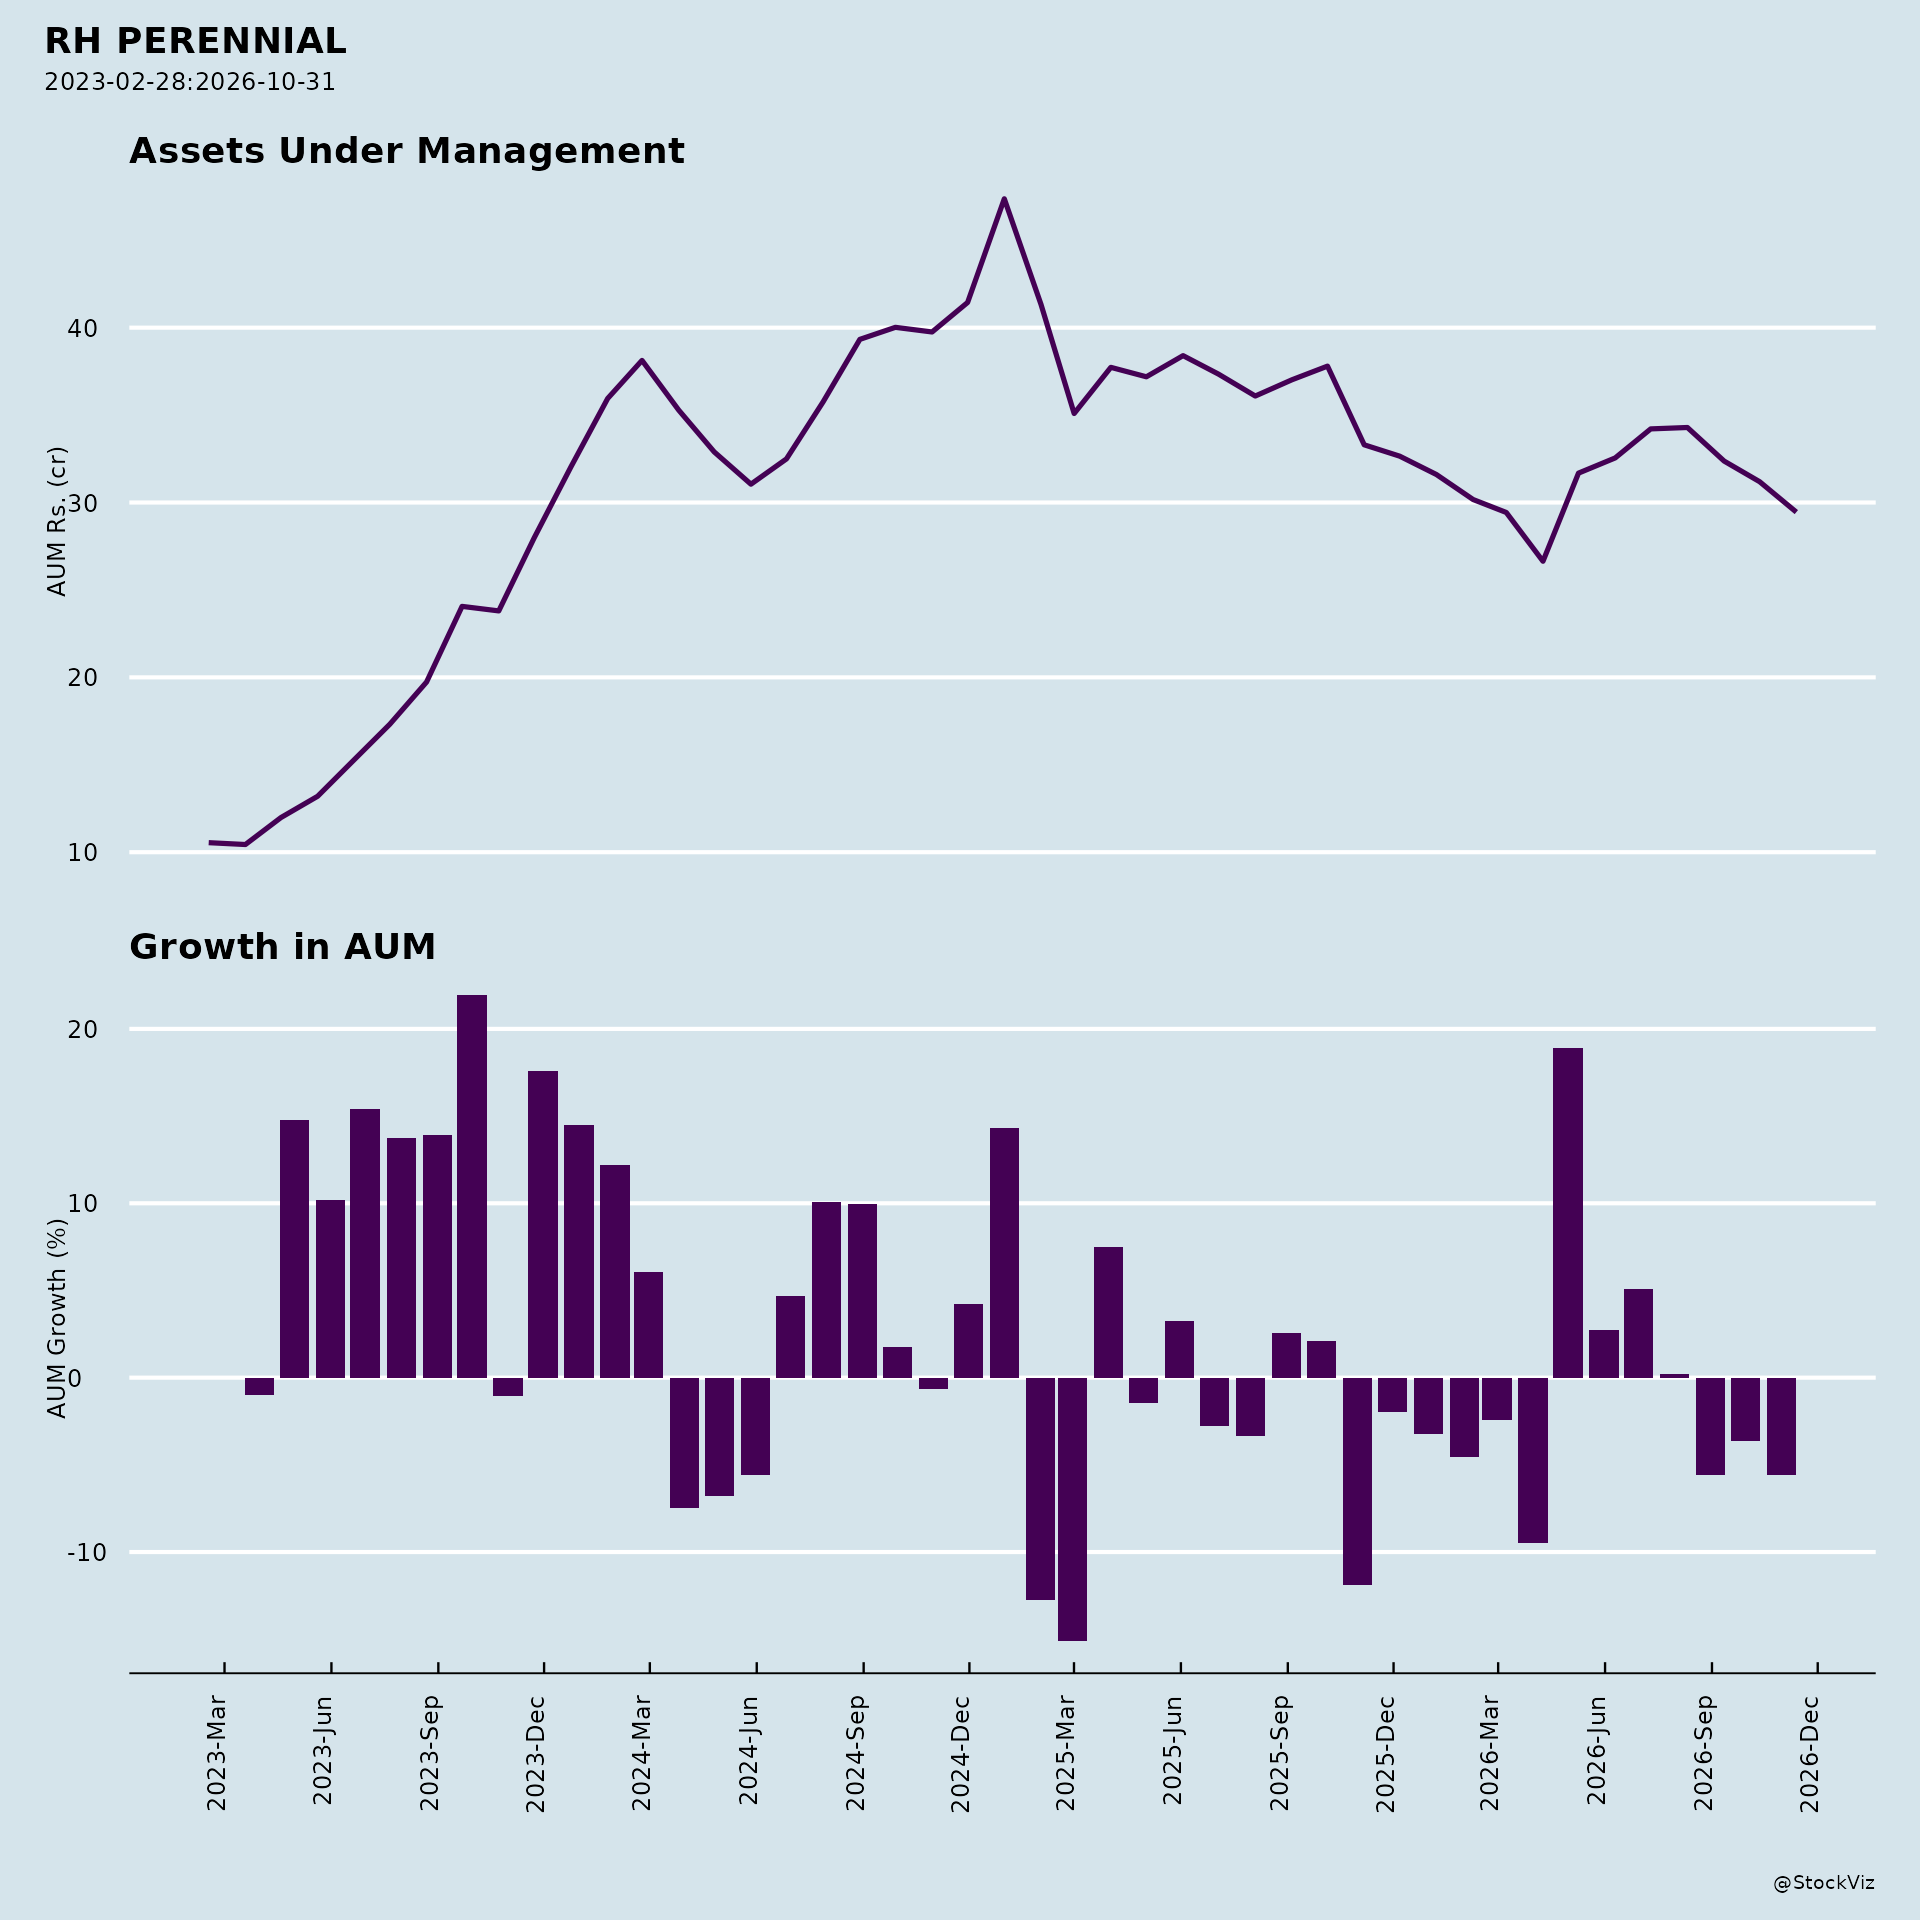 RH PERENNIAL
2023-02-28:2026-10-31
Assets Under Management
AUM Rs. (cr)
40
30
20
10
Growth in AUM
AUM Growth (%)
20
10
0
-10
2023-Mar
2023-Jun
2023-Sep
2023-Dec
2024-Mar
2024-Jun
2024-Sep
2024-Dec
2025-Mar
2025-Jun
2025-Sep
2025-Dec
2026-Mar
2026-Jun
2026-Sep
2026-Dec
@StockViz